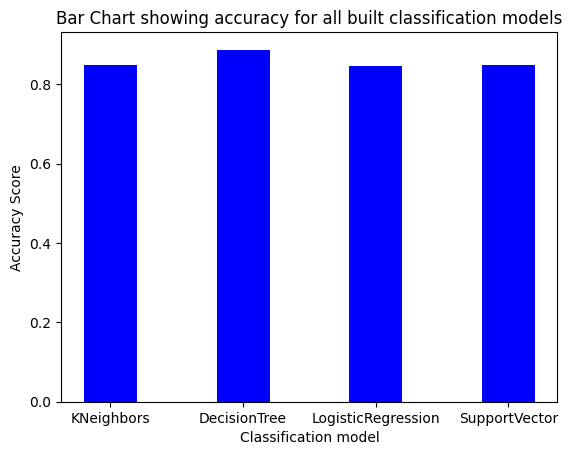 Bar Chart showing accuracy for all built classification models
Accuracy Score
0.8
0.6
0.4
0.2
0.0
KNeighbors DecisionTree LogisticRegression SupportVector
Classification model